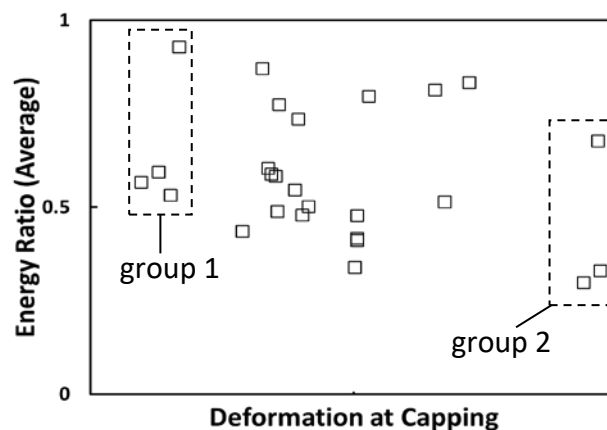 1
Energy Ratio (Average)
0.5
group 1
group 2
0
Deformation at Capping